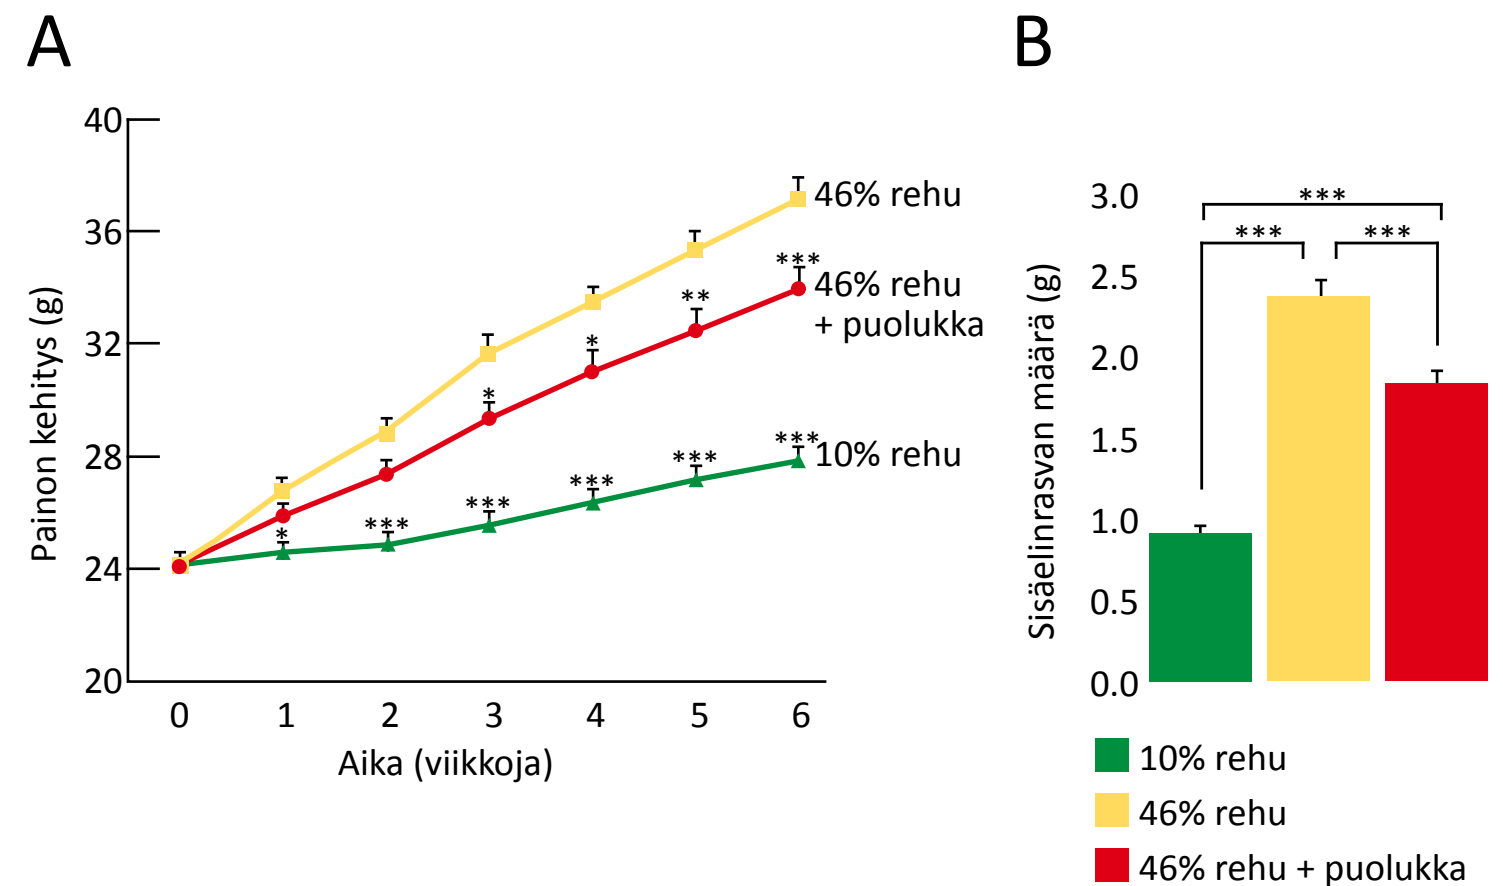 A
40
36
32
28
24
20
Painon kehitys (g)
0 1 2 3 4 5 6
Aika (viikkoja)
46% rehu
***
46% rehu
+ puolukka
**
*
*
***
10% rehu
***
***
***
***
*
B
3.0
2.5
2.0
1.5
1.0
0.5
0.0
Sisäelinrasvan määrä (g)
***
*** ***
10% rehu
46% rehu
46% rehu + puolukka